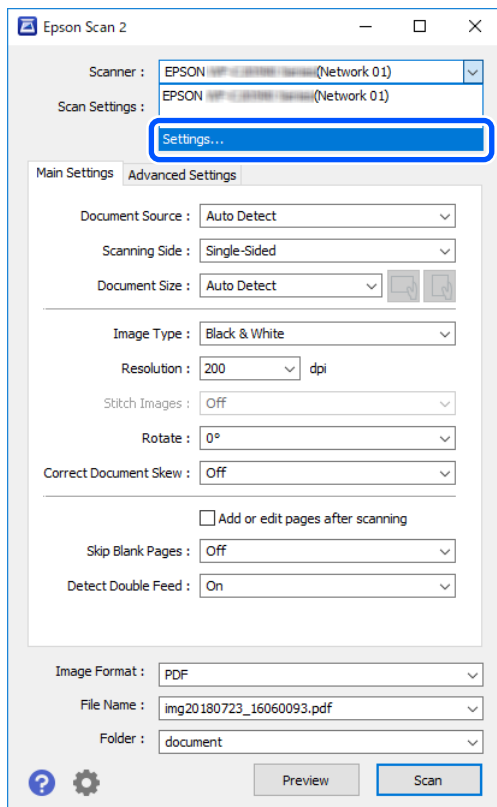 Epson Scan 2
Scanner : EPSON (Network 01)
EPSON (Network 01)
Scan Settings :
Settings...
Main Settings Advanced Settings
Document Source : Auto Detect
Scanning Side : Single-Sided
Document Size : Auto Detect
Image Type : Black & White
Resolution : 200 dpi
Stitch Images : Off
Rotate : 0°
Correct Document Skew : Off
Add or edit pages after scanning
Skip Blank Pages : Off
Detect Double Feed : On
Image Format : PDF
File Name : img20180723_16060093.pdf
Folder : document
? Preview Scan